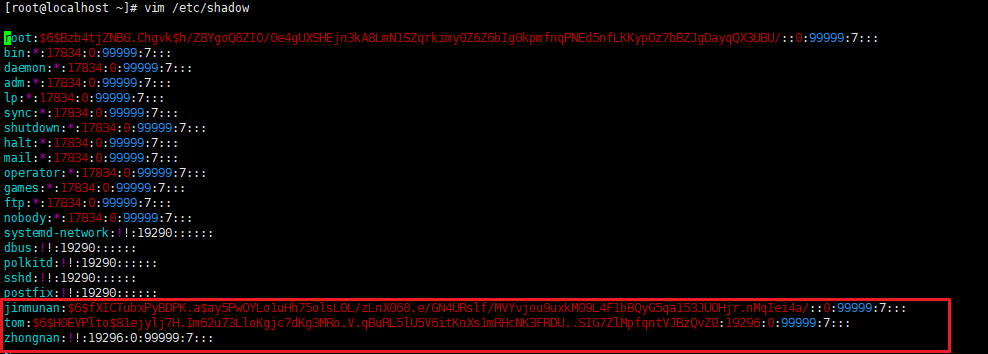 [root@localhost ~]# vim /etc/shadow
root:$6$Bzb4tjZNBG.Chgvk$h/Z8YgoQ8ZIO/0e4gUXSHEjn3kA8LmN1SZqrkimy0Z6Z6bIg0kpmfnqPNEd5nfLKKypOz7bBZJgDayqQX3UBU/::0:99999:7:::
bin:*:17834:0:99999:7:::
daemon:*:17834:0:99999:7:::
adm:*:17834:0:99999:7:::
lp:*:17834:0:99999:7:::
sync:*:17834:0:99999:7:::
shutdown:*:17834:0:99999:7:::
halt:*:17834:0:99999:7:::
mail:*:17834:0:99999:7:::
operator:*:17834:0:99999:7:::
games:*:17834:0:99999:7:::
ftp:*:17834:0:99999:7:::
nobody:*:17834:0:99999:7:::
systemd-network:!!:19290::::::
dbus:!!:19290::::::
polkitd:!!:19290::::::
sshd:!!:19290::::::
postfix:!!:19290::::::
jinmunan:$6$fXICTubxPyBDPK.a$ay5PwOYLo1uHh75olsL0L/zLnX060.e/GN4URslf/MVYvjou9uxkMO9L4FlbBQyG5qa153JUOHjr.nMqIei4a/::0:99999:7:::
tom:$6$H0EVPlto$81ejylj7H.Im62u73LloKgjc7dKg3MRo.V.qBuRL5lU5V6itKnXs1mRHcNK3FRDU..SIG7ZlMpfqntVJBzQvZ0:19296:0:99999:7:::
zhongnan:!!:19296:0:99999:7:::